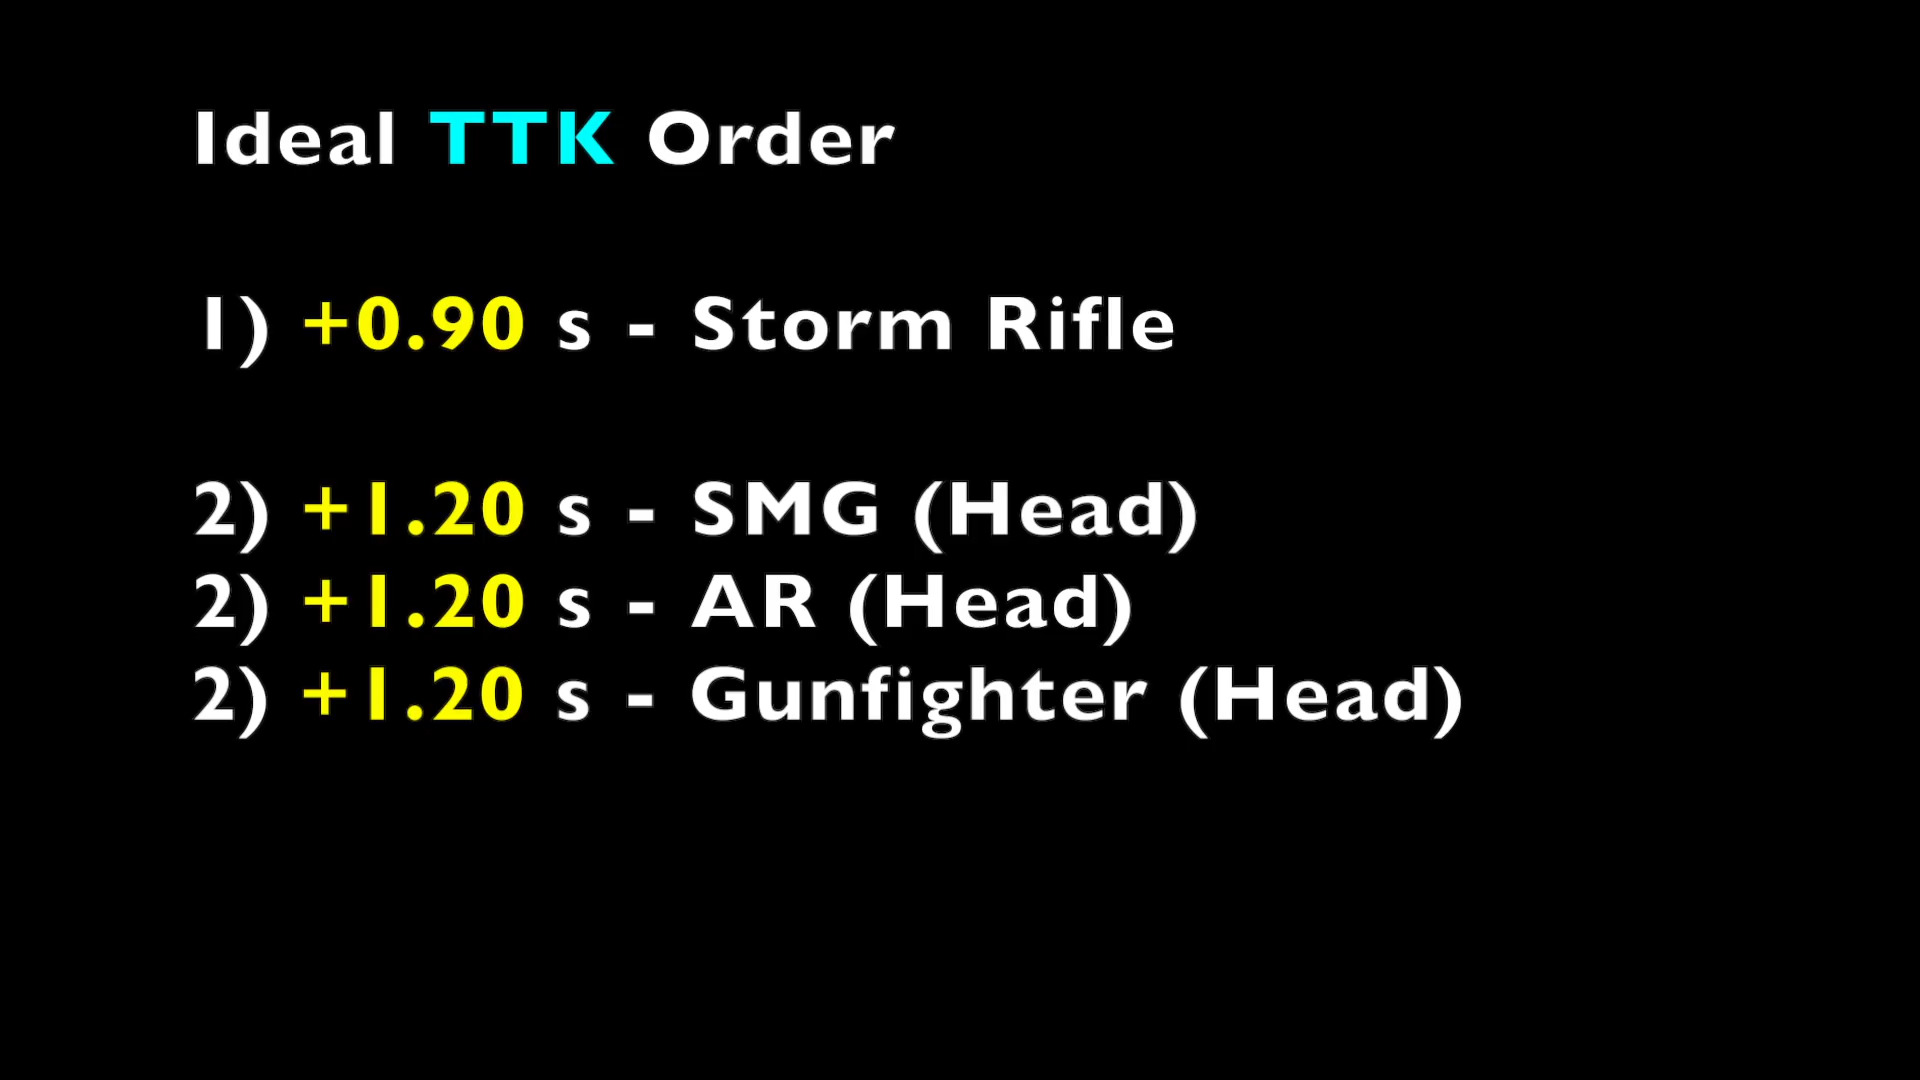 Ideal TTK Order
1) +0.90 s - Storm Rifle
2) +1.20 s - SMG (Head)
2) +1.20 s - AR (Head)
2) +1.20 s - Gunfighter (Head)